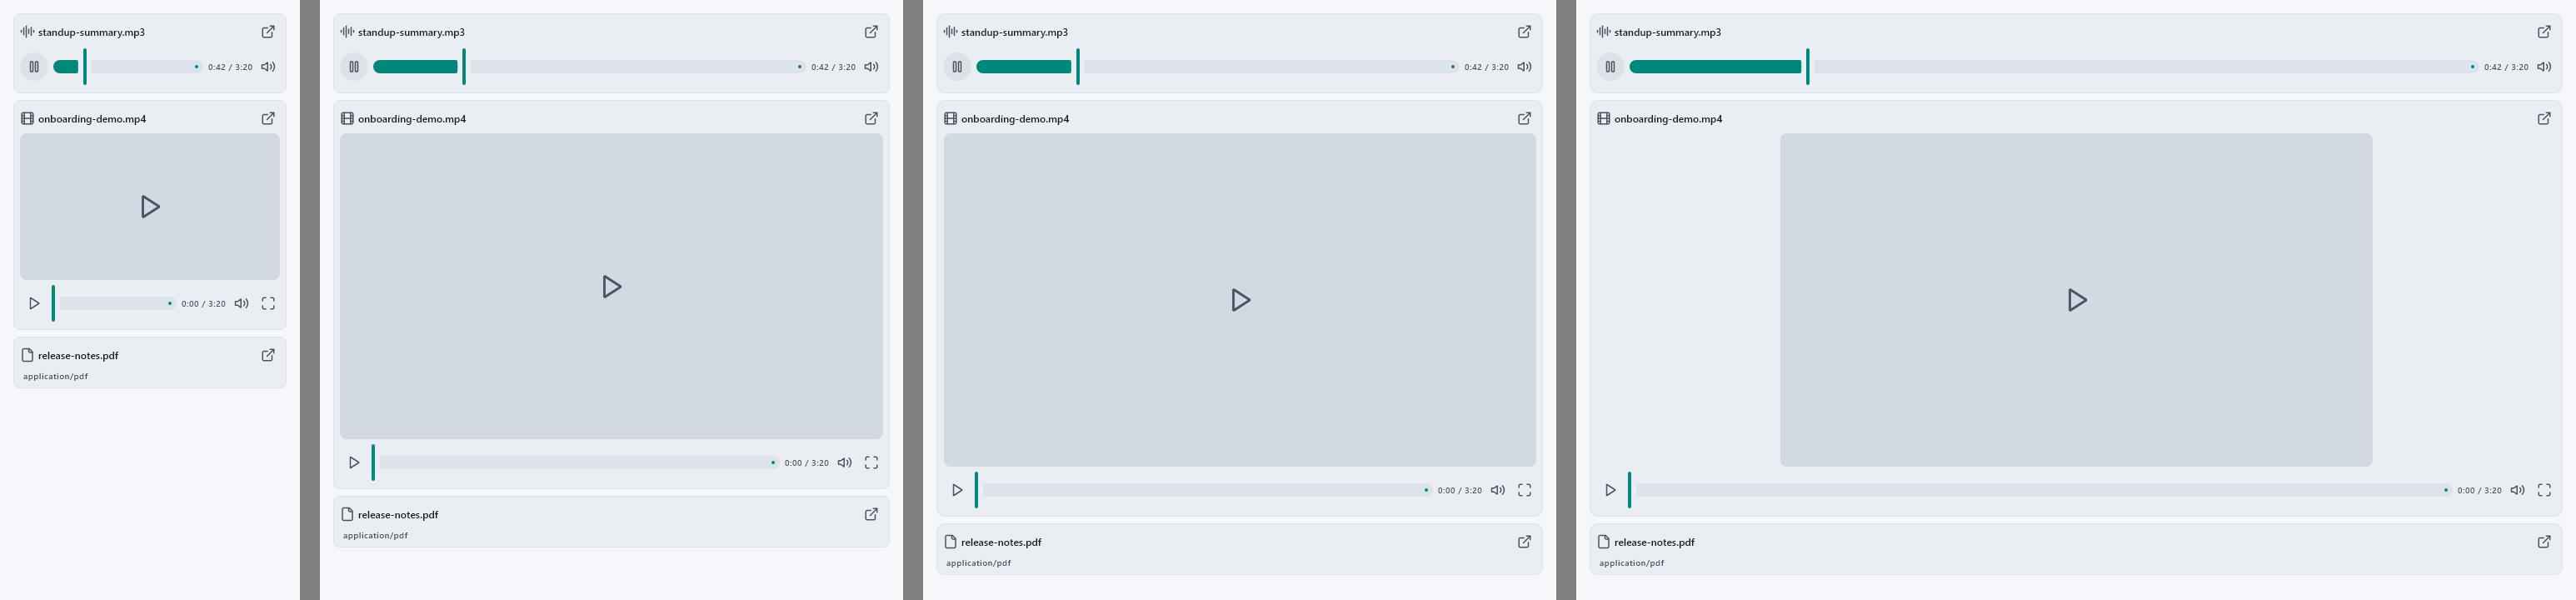 standup-summary.mp3
0:42 / 3:20
onboarding-demo.mp4
0:00 / 3:20
release-notes.pdf
application/pdf
standup-summary.mp3
0:42 / 3:20
onboarding-demo.mp4
0:00 / 3:20
release-notes.pdf
application/pdf
standup-summary.mp3
0:42 / 3:20
onboarding-demo.mp4
0:00 / 3:20
release-notes.pdf
application/pdf
standup-summary.mp3
0:42 / 3:20
onboarding-demo.mp4
0:00 / 3:20
release-notes.pdf
application/pdf